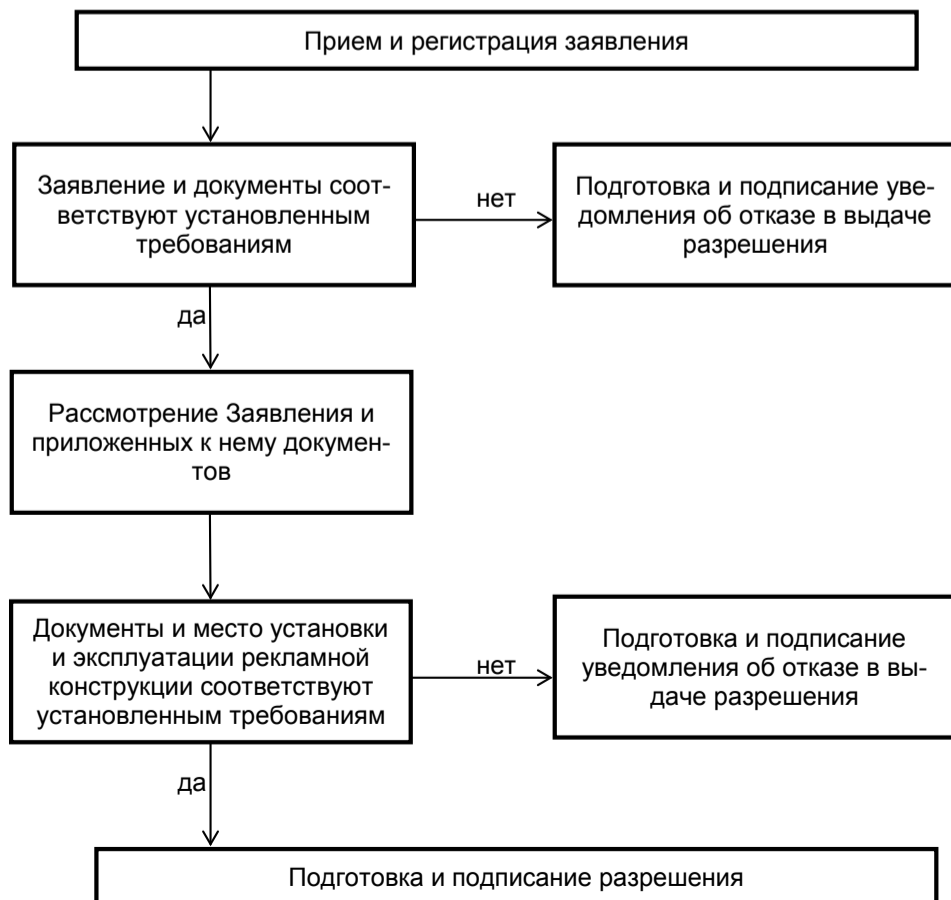 Прием и регистрация заявления
Заявление и документы соот-
ветствуют установленным
требованиям
нет
Подготовка и подписание уве-
домления об отказе в выдаче
разрешения
да
Рассмотрение Заявления и
приложенных к нему докумен-
тов
Документы и место установки
и эксплуатации рекламной
конструкции соответствуют
установленным требованиям
нет
Подготовка и подписание
уведомления об отказе в вы-
даче разрешения
да
Подготовка и подписание разрешения